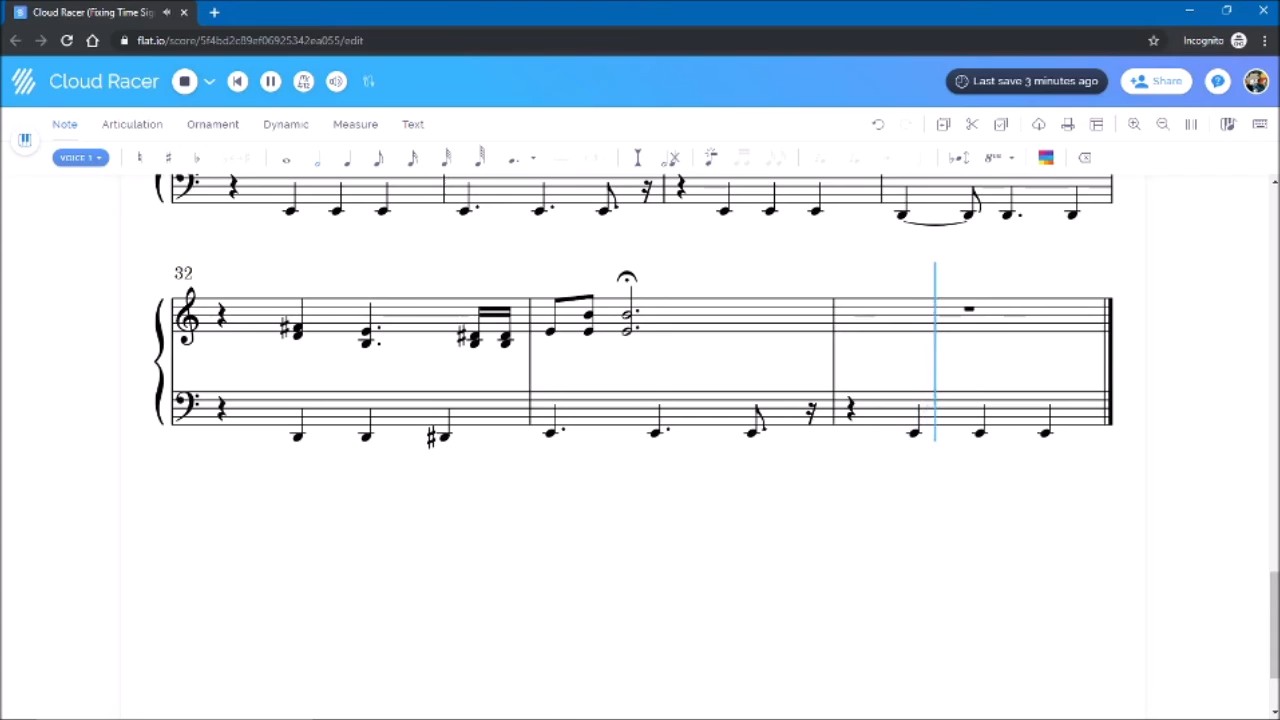 Cloud Racer (Fixing Time Sig
flat.io/score/5f4bd2c89ef06925342ea055/edit
Incognito
Cloud Racer
Last save 3 minutes ago
Share
Note Articulation Ornament Dynamic Measure Text
VOICE 1
8va
32